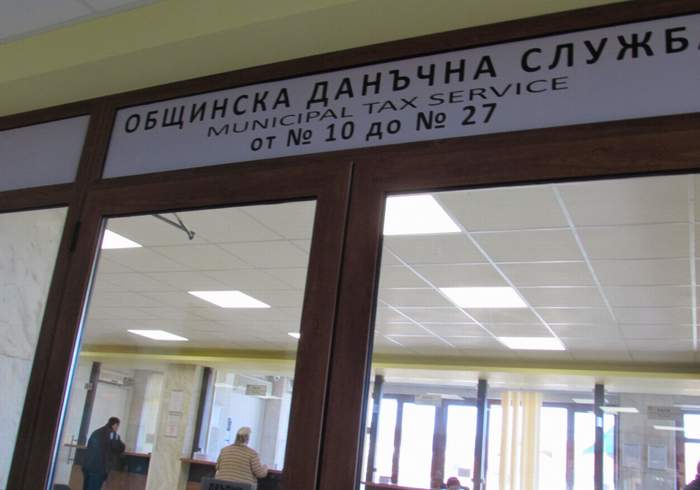 ОБЩИНСКА ДАНЪЧНА СЛУЖБА
MUNICIPAL TAX SERVICE
от № 10 до № 27